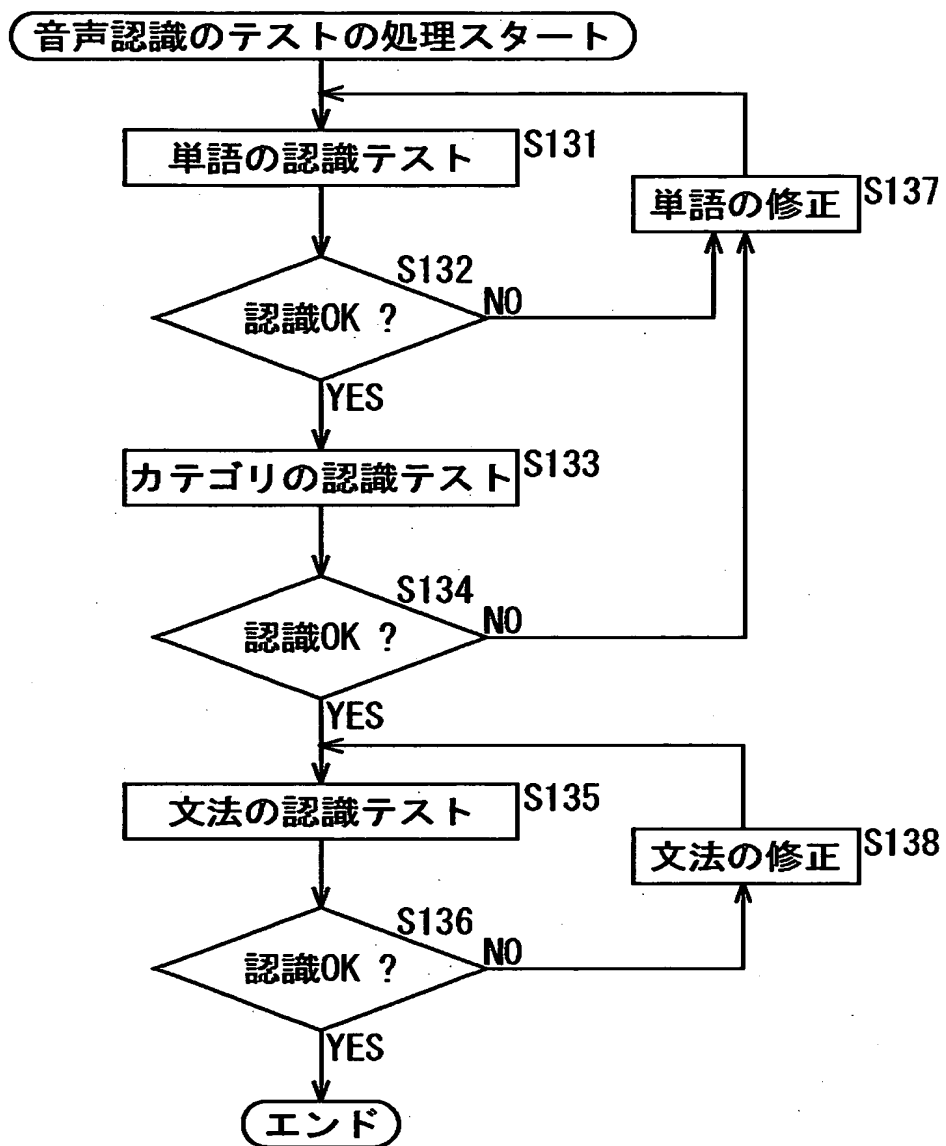 音声認識のテストの処理スタート
単語の認識テスト
S131
単語の修正
S137
S132
認識OK ?
NO
YES
カテゴリの認識テスト
S133
S134
認識OK ?
NO
YES
文法の認識テスト
S135
文法の修正
S138
S136
認識OK ?
NO
YES
エンド